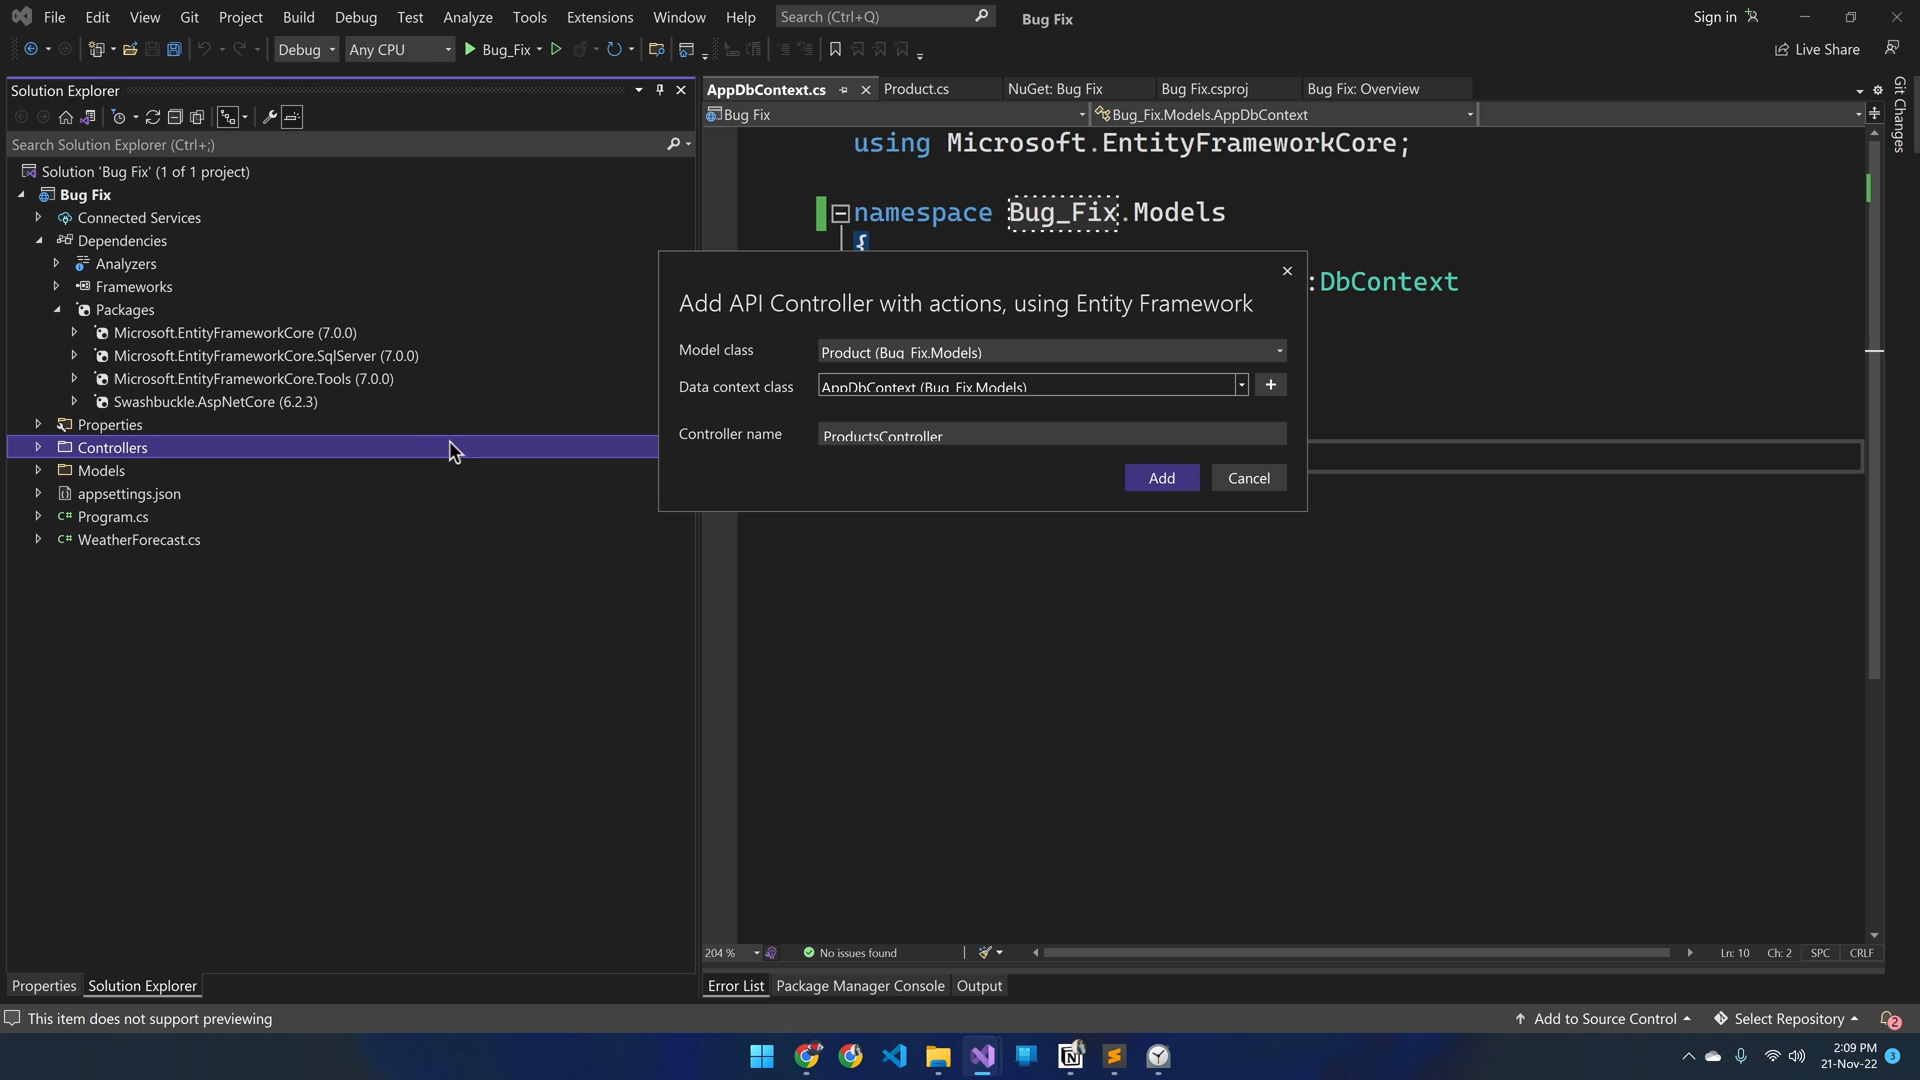 File Edit View Git Project Build Debug Test Analyze Tools Extensions Window Help Search (Ctrl+Q) Bug Fix Sign in
Debug Any CPU Bug_Fix Live Share
Solution Explorer
Search Solution Explorer (Ctrl+;)
Solution 'Bug Fix' (1 of 1 project)
Bug Fix
Connected Services
Dependencies
Analyzers
Frameworks
Packages
Microsoft.EntityFrameworkCore (7.0.0)
Microsoft.EntityFrameworkCore.SqlServer (7.0.0)
Microsoft.EntityFrameworkCore.Tools (7.0.0)
Swashbuckle.AspNetCore (6.2.3)
Properties
Controllers
Models
appsettings.json
C# Program.cs
C# WeatherForecast.cs
Properties Solution Explorer
AppDbContext.cs Product.cs NuGet: Bug Fix Bug Fix.csproj Bug Fix: Overview
Bug Fix Bug_Fix.Models.AppDbContext
using Microsoft.EntityFrameworkCore;
namespace Bug_Fix.Models
{
:DbContext
Add API Controller with actions, using Entity Framework
Model class Product (Bug_Fix.Models)
Data context class AppDbContext (Bug_Fix.Models)
Controller name ProductsController
Add Cancel
204 % No issues found Ln: 10 Ch: 2 SPC CRLF
Error List Package Manager Console Output
Git Changes
This item does not support previewing Add to Source Control Select Repository 2
2:09 PM
21-Nov-22 3